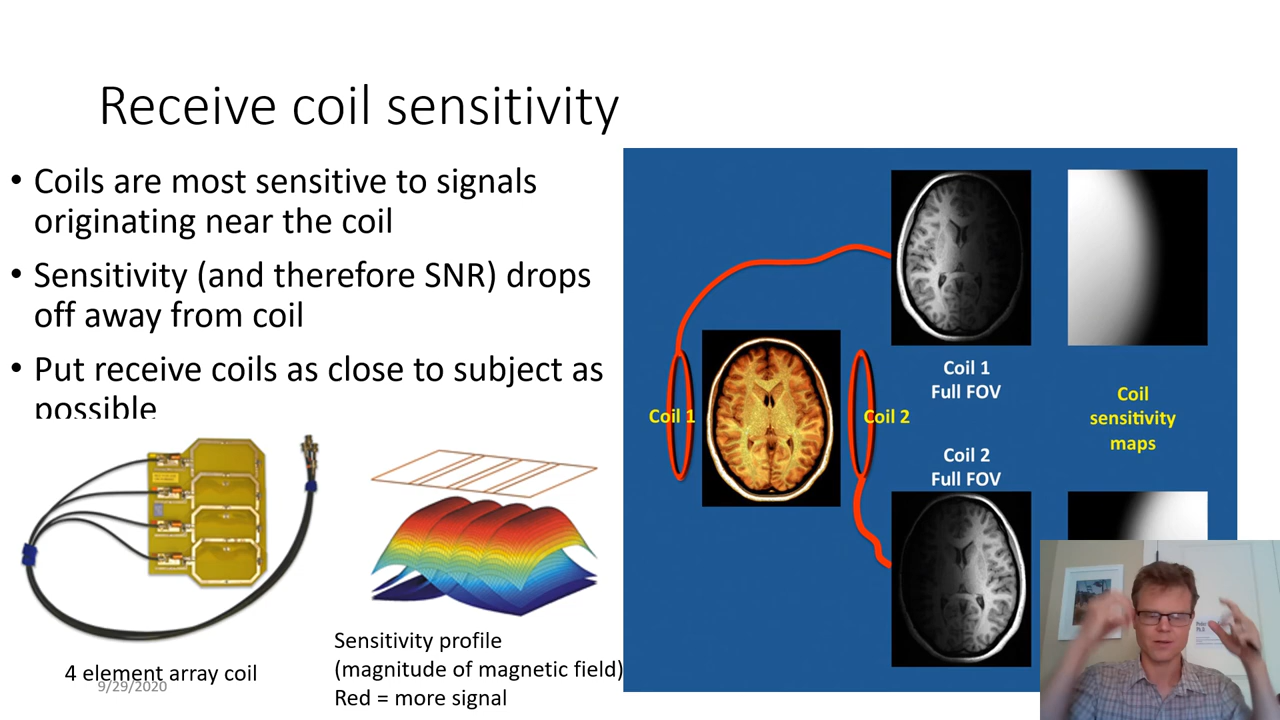 Receive coil sensitivity
• Coils are most sensitive to signals
originating near the coil
• Sensitivity (and therefore SNR) drops
off away from coil
• Put receive coils as close to subject as
possible
4 element array coil
9/29/2020
Sensitivity profile
(magnitude of magnetic field)
Red = more signal
Coil 1
Coil 2
Coil 1
Full FOV
Coil 2
Full FOV
Coil
sensitivity
maps